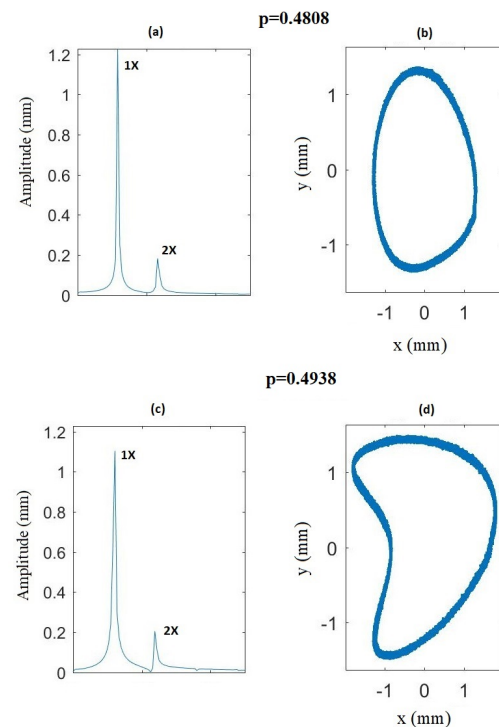 p=0.4808
(a)
1.2
1
0.8
0.6
0.4
0.2
0
Amplitude (mm)
1X
2X
(b)
1
0
-1
y (mm)
-1 0 1
x (mm)
p=0.4938
(c)
1.2
1
0.8
0.6
0.4
0.2
0
Amplitude (mm)
1X
2X
(d)
1
0
-1
y (mm)
-1 0 1
x (mm)